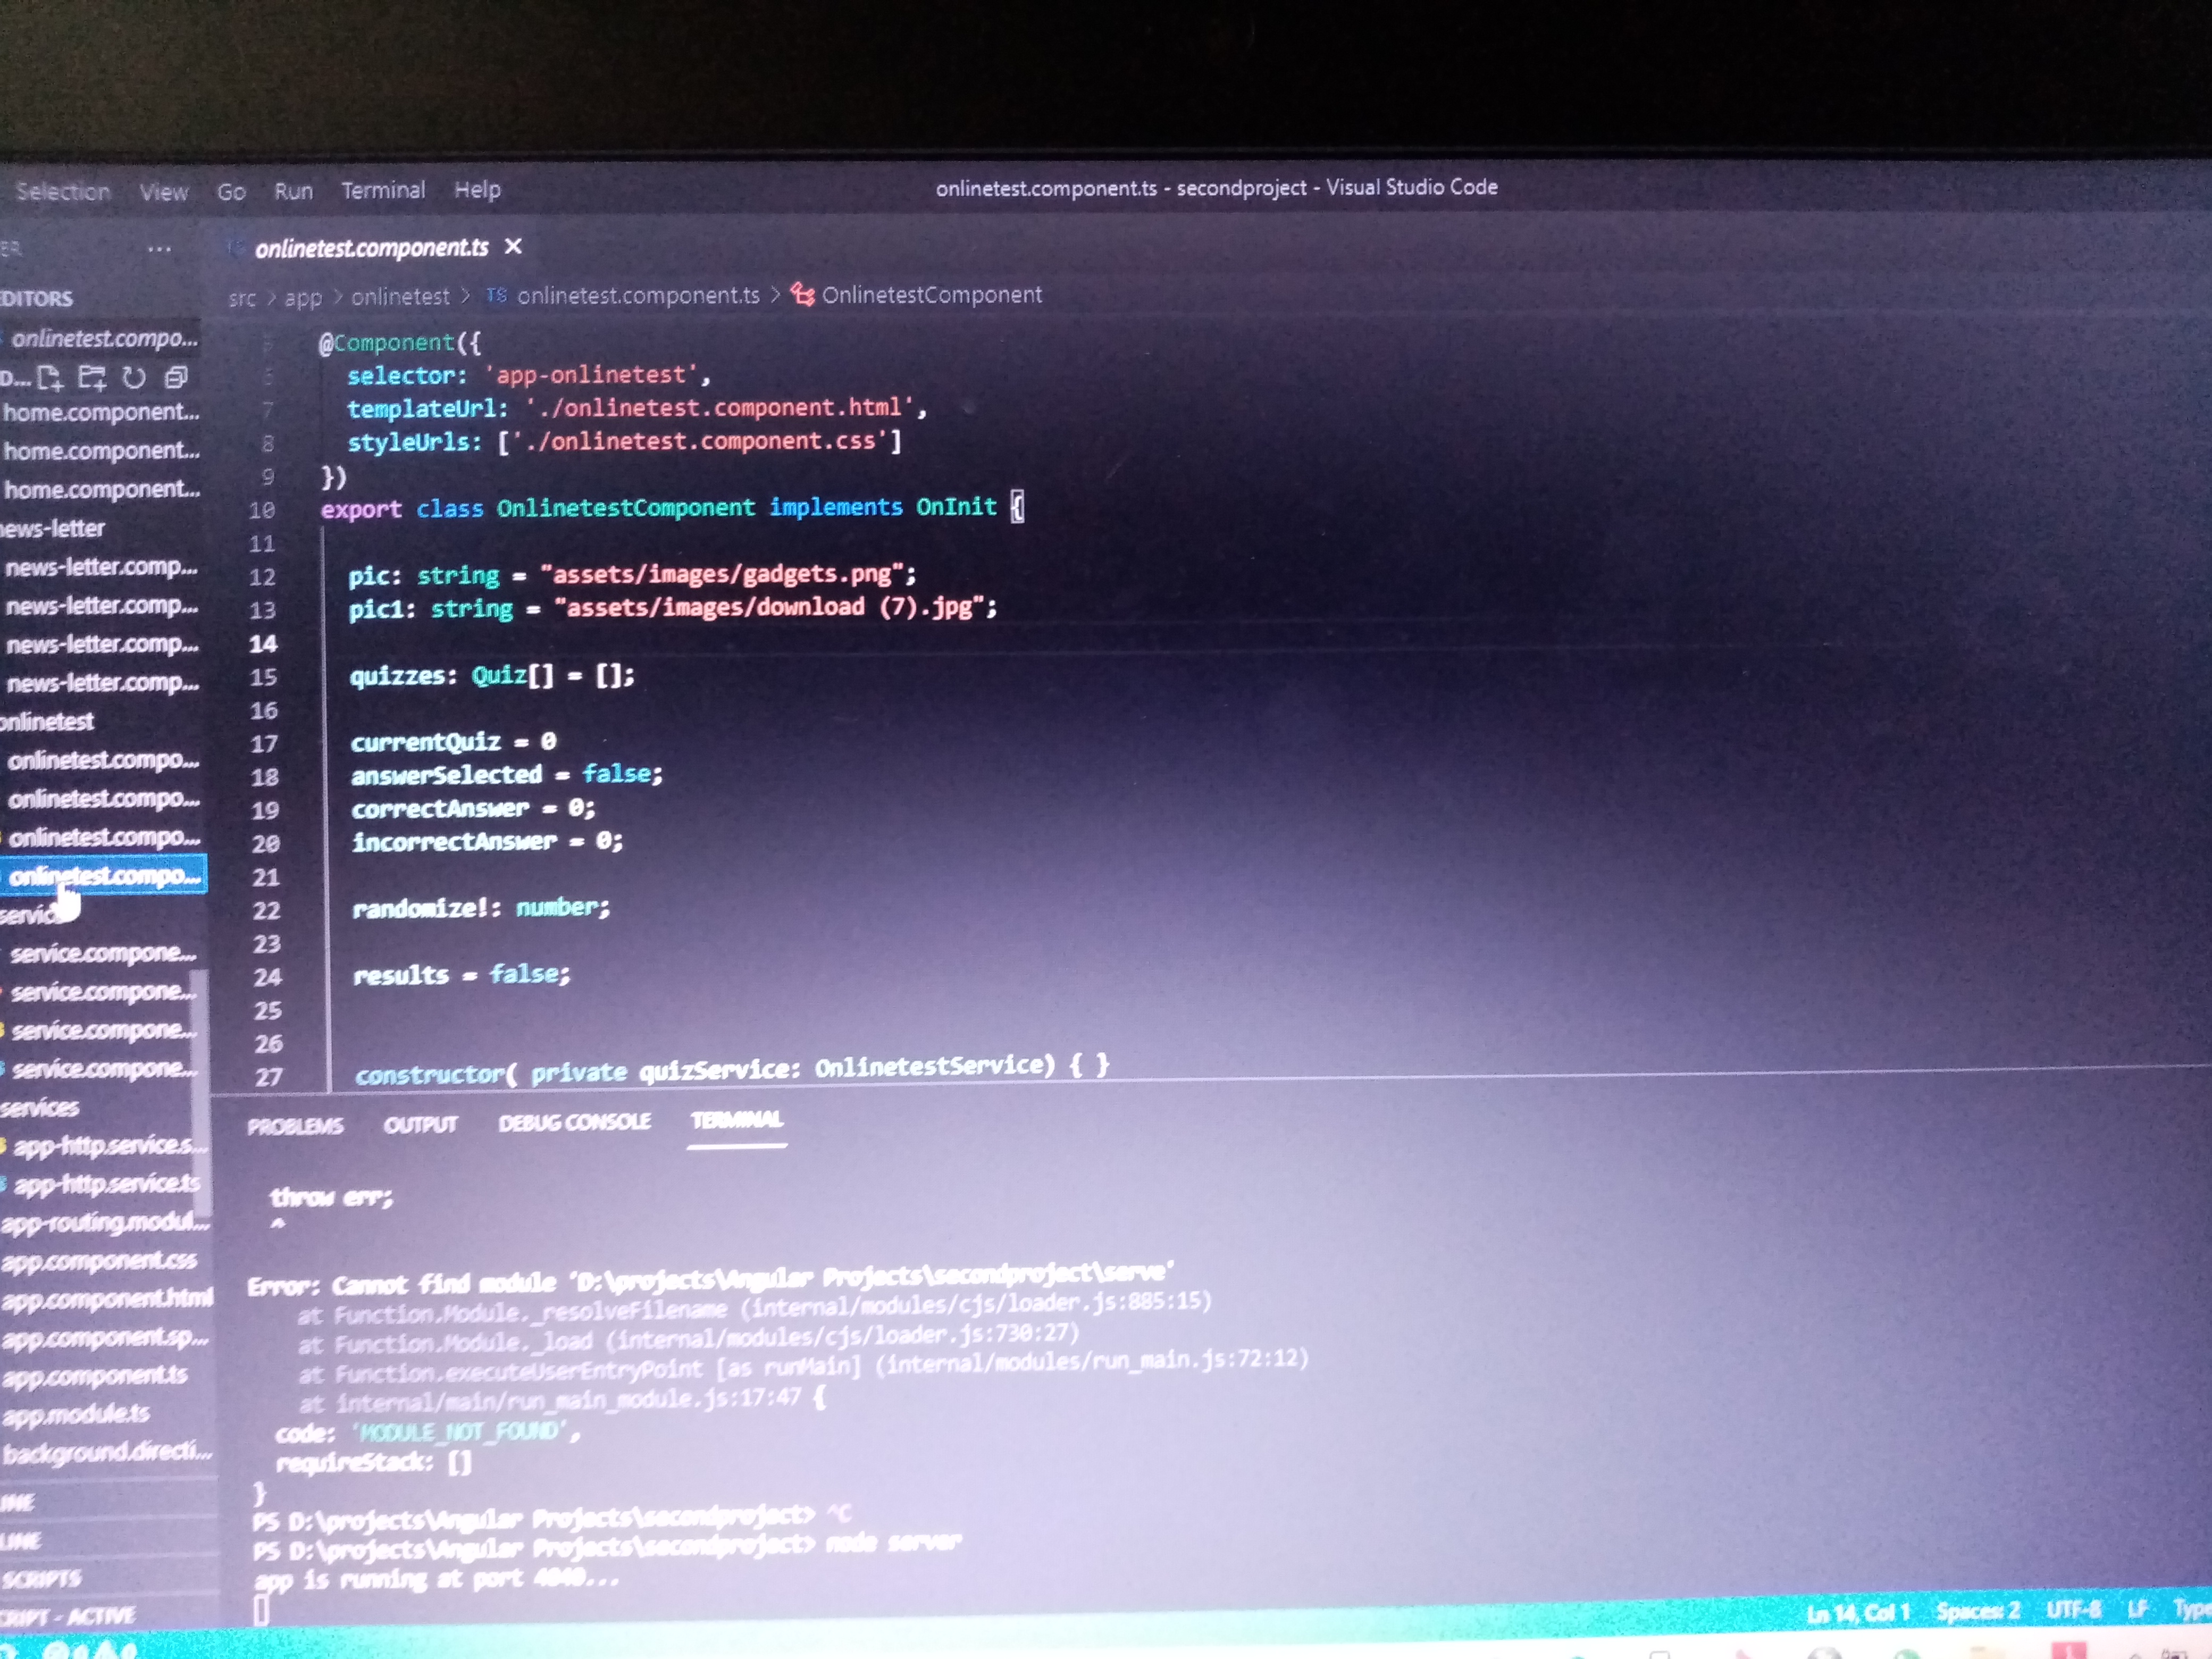 Selection View Go Run Terminal Help
onlinetest.component.ts - secondproject - Visual Studio Code
onlinetest.component.ts
src > app > onlinetest > TS onlinetest.component.ts > OnlinetestComponent
EDITORS
onlinetest.compo...
D...
home.component...
home.component...
home.component...
news-letter
news-letter.comp...
news-letter.comp...
news-letter.comp...
news-letter.comp...
onlinetest
onlinetest.compo...
onlinetest.compo...
onlinetest.compo...
onlinetest.compo...
service
service.compone...
service.compone...
service.compone...
service.compone...
services
app-http.service.s...
app-http.service.ts
app-routing.modul...
app.component.css
app.component.html
app.component.sp...
app.component.ts
app.module.ts
background.directi...
LINE
SCRIPTS
CRIPT - ACTIVE
5 @Component({
6 selector: 'app-onlinetest',
7 templateUrl: './onlinetest.component.html',
8 styleUrls: ['./onlinetest.component.css']
9 })
10 export class OnlinetestComponent implements OnInit {
11
12 pic: string = "assets/images/gadgets.png";
13 pic1: string = "assets/images/download (7).jpg";
14
15 quizzes: Quiz[] = [];
16
17 currentQuiz = 0
18 answerSelected = false;
19 correctAnswer = 0;
20 incorrectAnswer = 0;
21
22 randomize!: number;
23
24 results = false;
25
26
27 constructor( private quizService: OnlinetestService) { }
PROBLEMS OUTPUT DEBUG CONSOLE TERMINAL
throw err;
^
Error: Cannot find module 'D:\projects\Angular Projects\secondproject\serve'
at Function.Module._resolveFilename (internal/modules/cjs/loader.js:885:15)
at Function.Module._load (internal/modules/cjs/loader.js:730:27)
at Function.executeUserEntryPoint [as runMain] (internal/modules/run_main.js:72:12)
at internal/main/run_main_module.js:17:47 {
code: 'MODULE_NOT_FOUND',
requireStack: []
}
PS D:\projects\Angular Projects\secondproject> ^C
PS D:\projects\Angular Projects\secondproject> node server
app is running at port 4040...
Ln 14, Col 1 Spaces: 2 UTF-8 LF Type